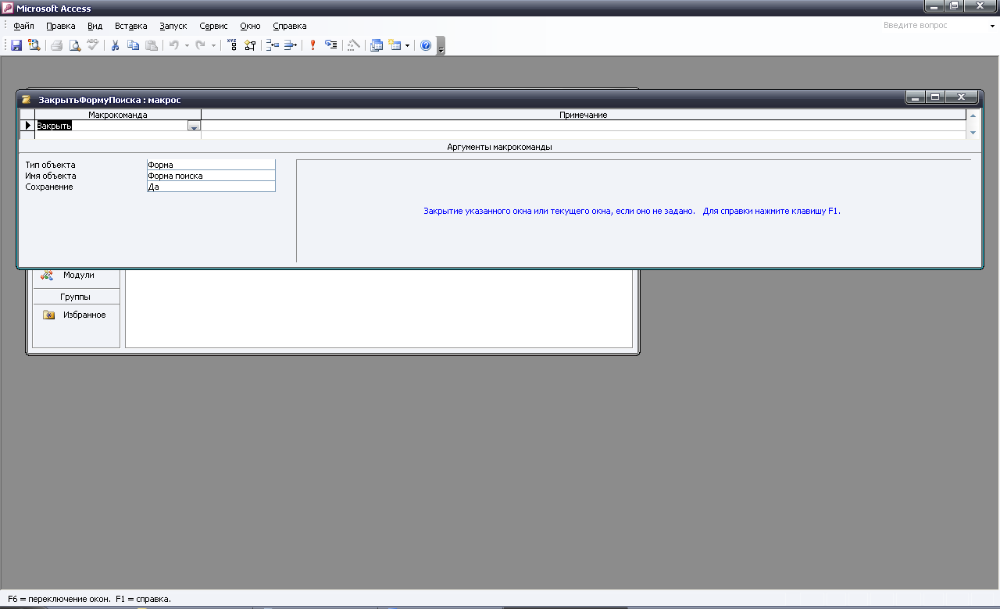 Microsoft Access
Файл Правка Вид Вставка Запуск Сервис Окно Справка Введите вопрос
ЗакрытьФормуПоиска : макрос
Макрокоманда Примечание
Закрыть
Аргументы макрокоманды
Тип объекта Форма
Имя объекта Форма поиска
Сохранение Да
Закрытие указанного окна или текущего окна, если оно не задано. Для справки нажмите клавишу F1.
Модули
Группы
Избранное
F6 = переключение окон. F1 = справка.